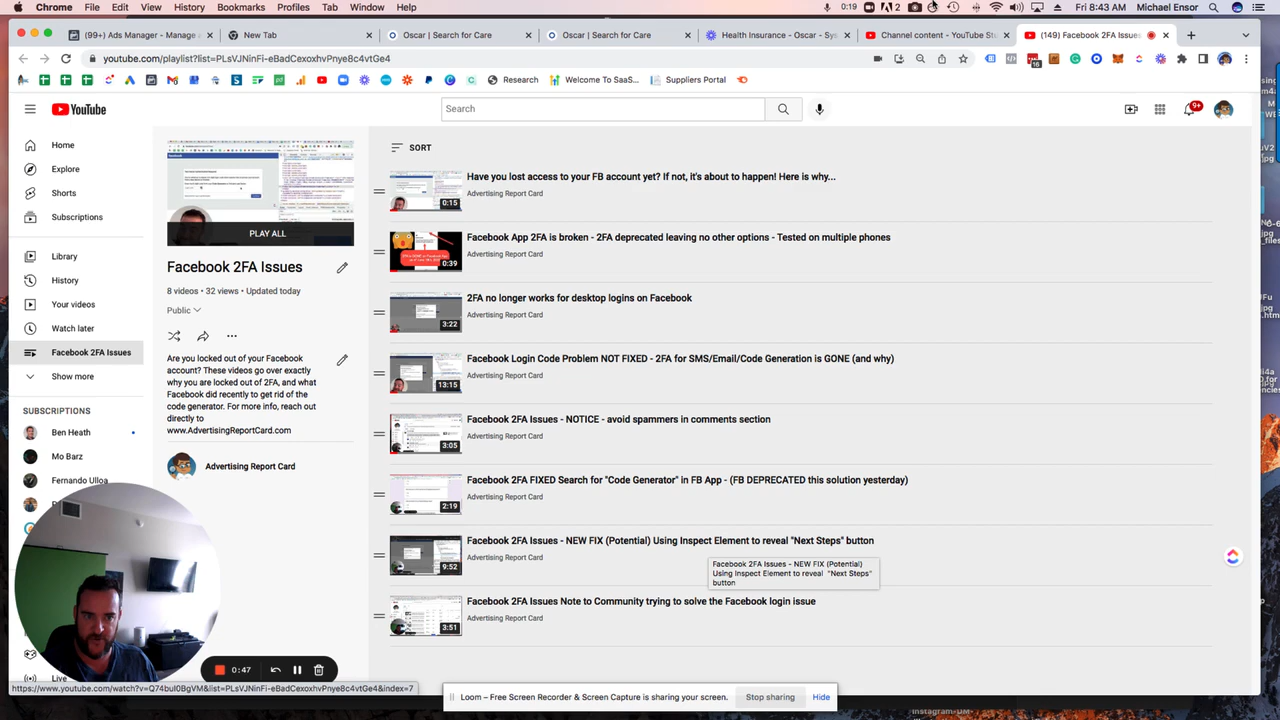 Chrome File Edit View History Bookmarks Profiles Tab Window Help
0:19 2 Fri 8:43 AM Michael Ensor
(99+) Ads Manager - Manage
New Tab
Oscar | Search for Care
Oscar | Search for Care
Health Insurance - Oscar - Sys
Channel content - YouTube St
(149) Facebook 2FA Issues
youtube.com/playlist?list=PLsVJNinFi-eBadCexoxhvPnye8c4vtGe4
Research
Welcome To SaaS...
Suppliers Portal
16
YouTube
Search
9+
Home
Explore
Shorts
Subscriptions
Library
History
Your videos
Watch later
Facebook 2FA Issues
Show more
SUBSCRIPTIONS
Ben Heath
Mo Barz
Fernando Ulloa
Live
PLAY ALL
Facebook 2FA Issues
8 videos • 32 views • Updated today
Public
Are you locked out of your Facebook
account? These videos go over exactly
why you are locked out of 2FA, and what
Facebook did recently to get rid of the
code generator. For more info, reach out
directly to
www.AdvertisingReportCard.com
Advertising Report Card
SORT
Have you lost access to your FB account yet? If not, it's about to happen! Here is why...
Advertising Report Card
0:15
Facebook App 2FA is broken - 2FA deprecated leaving no other options - Tested on multiple phones
Advertising Report Card
0:39
2FA no longer works for desktop logins on Facebook
Advertising Report Card
3:22
Facebook Login Code Problem NOT FIXED - 2FA for SMS/Email/Code Generation is GONE (and why)
Advertising Report Card
13:15
Facebook 2FA Issues - NOTICE - avoid spammers in comments section
Advertising Report Card
3:05
Facebook 2FA FIXED Search for "Code Generator" in FB App - (FB DEPRECATED this solution yesterday)
Advertising Report Card
2:19
Facebook 2FA Issues - NEW FIX (Potential) Using Inspect Element to reveal "Next Steps" button
Advertising Report Card
9:52
Facebook 2FA Issues - NEW FIX (Potential)
Using Inspect Element to reveal "Next Steps"
button
Facebook 2FA Issues Note to Community trying to solve the Facebook login issue
Advertising Report Card
3:51
0:47
https://www.youtube.com/watch?v=Q74buI0BgVM&list=PLsVJNinFi-eBadCexoxhvPnye8c4vtGe4&index=7
Loom – Free Screen Recorder & Screen Capture is sharing your screen.
Stop sharing
Hide